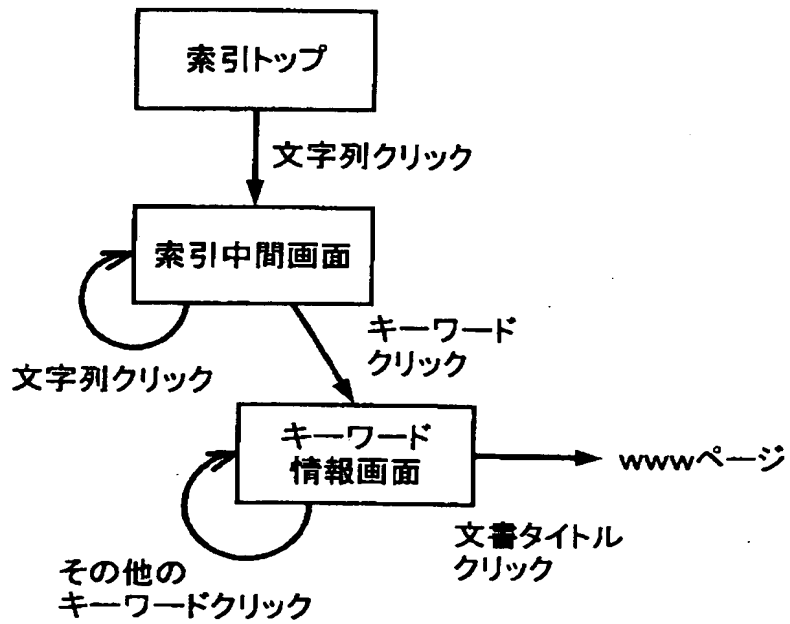 索引トップ
文字列クリック
索引中間画面
キーワード
クリック
文字列クリック
キーワード
情報画面
wwwページ
文書タイトル
クリック
その他の
キーワードクリック